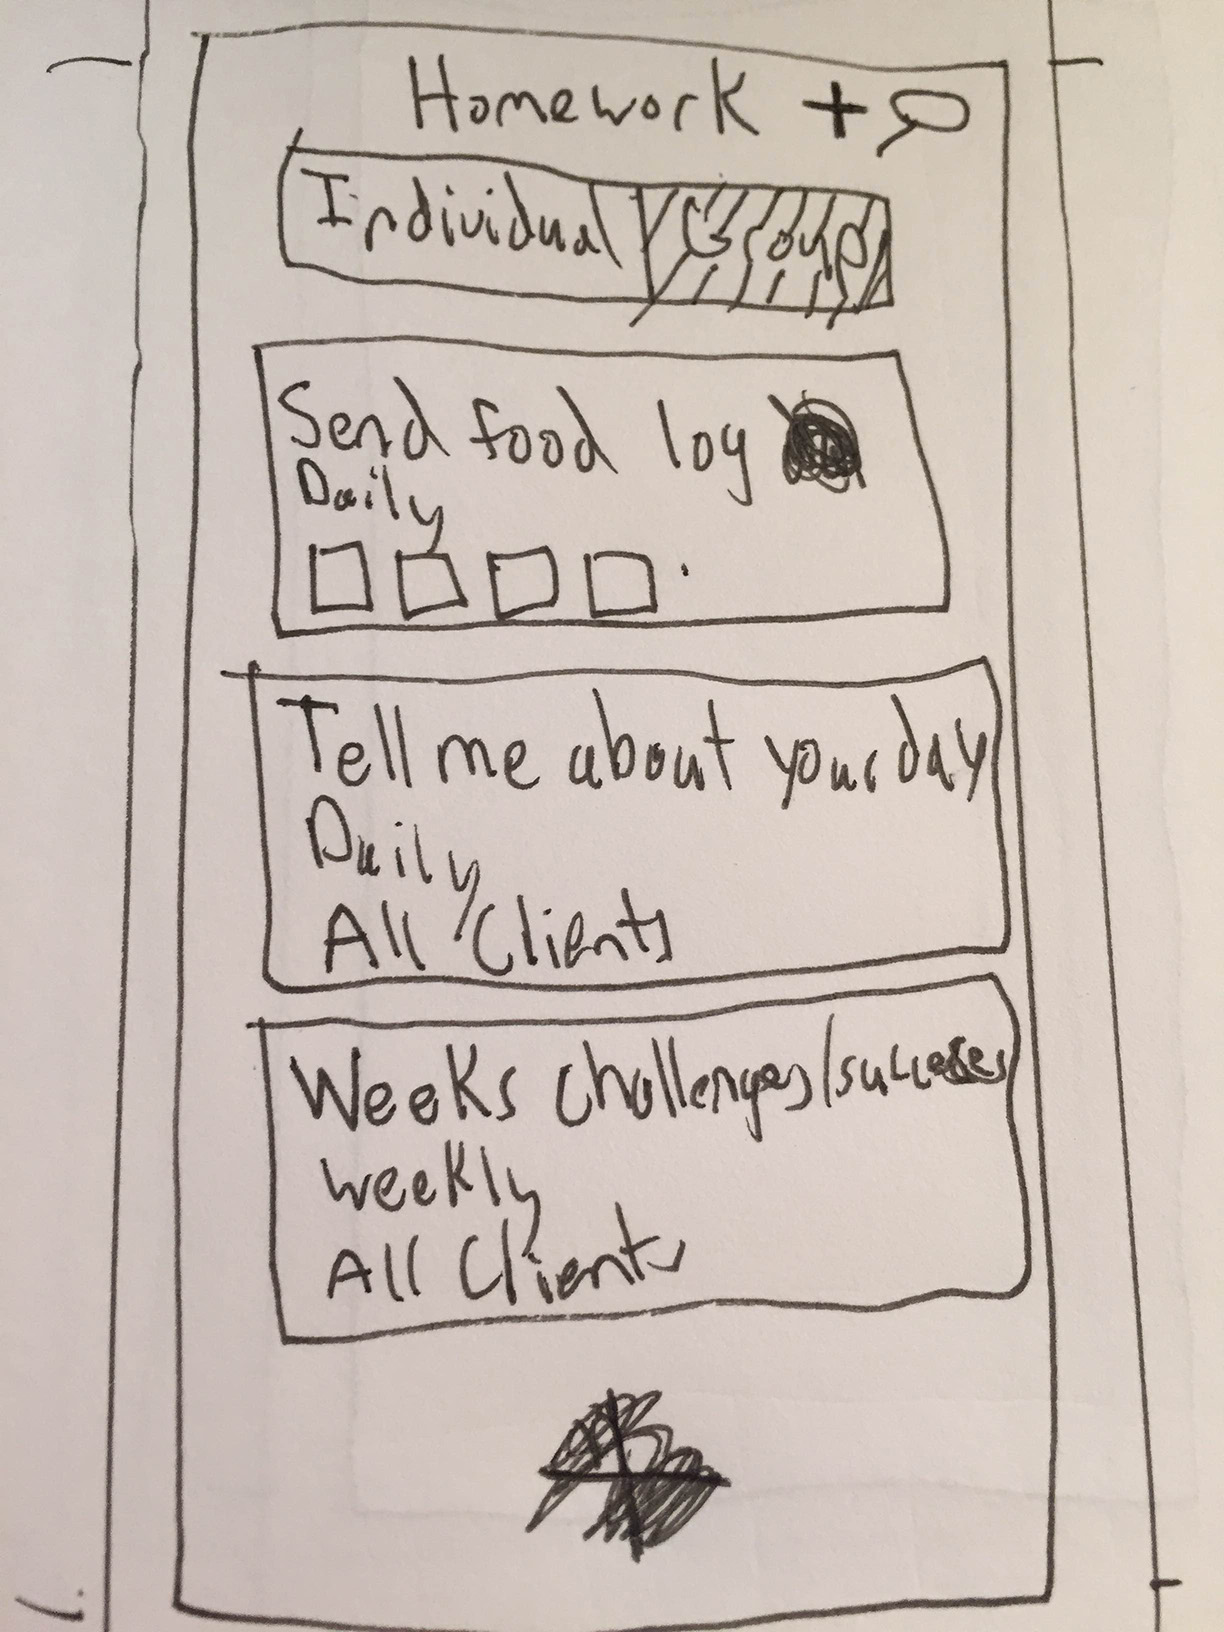 Homework +
Individual Group
Send food log
Daily
Tell me about your day
Daily
All Clients
Weeks challenges/successes
weekly
All Clients